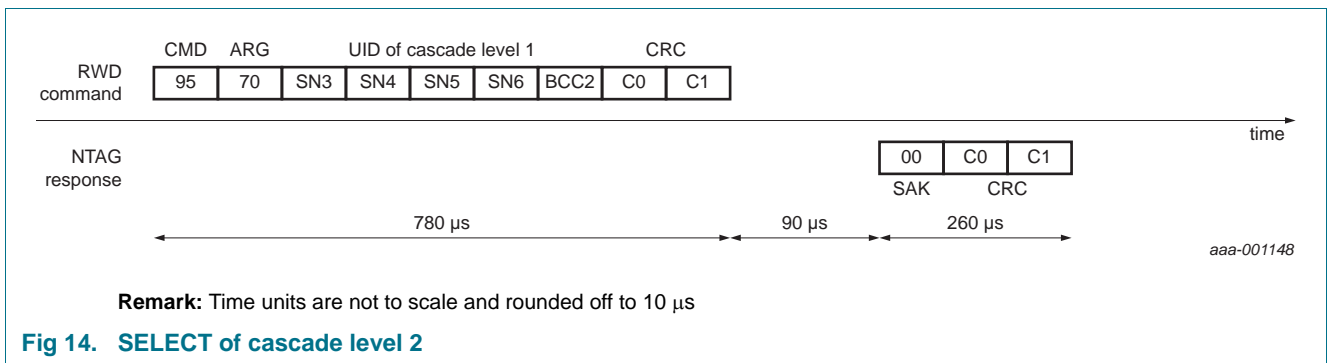 CMD ARG UID of cascade level 1 CRC
RWD command
95 70 SN3 SN4 SN5 SN6 BCC2 C0 C1
time
NTAG response
00 C0 C1
SAK CRC
780 µs 90 µs 260 µs
aaa-001148
Remark: Time units are not to scale and rounded off to 10 µs
Fig 14. SELECT of cascade level 2